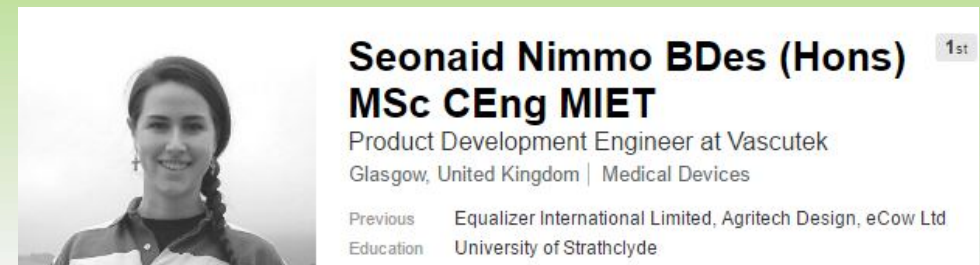 Seonaid Nimmo BDes (Hons) 1st
MSc CEng MIET
Product Development Engineer at Vascutek
Glasgow, United Kingdom | Medical Devices
Previous Equalizer International Limited, Agritech Design, eCow Ltd
Education University of Strathclyde